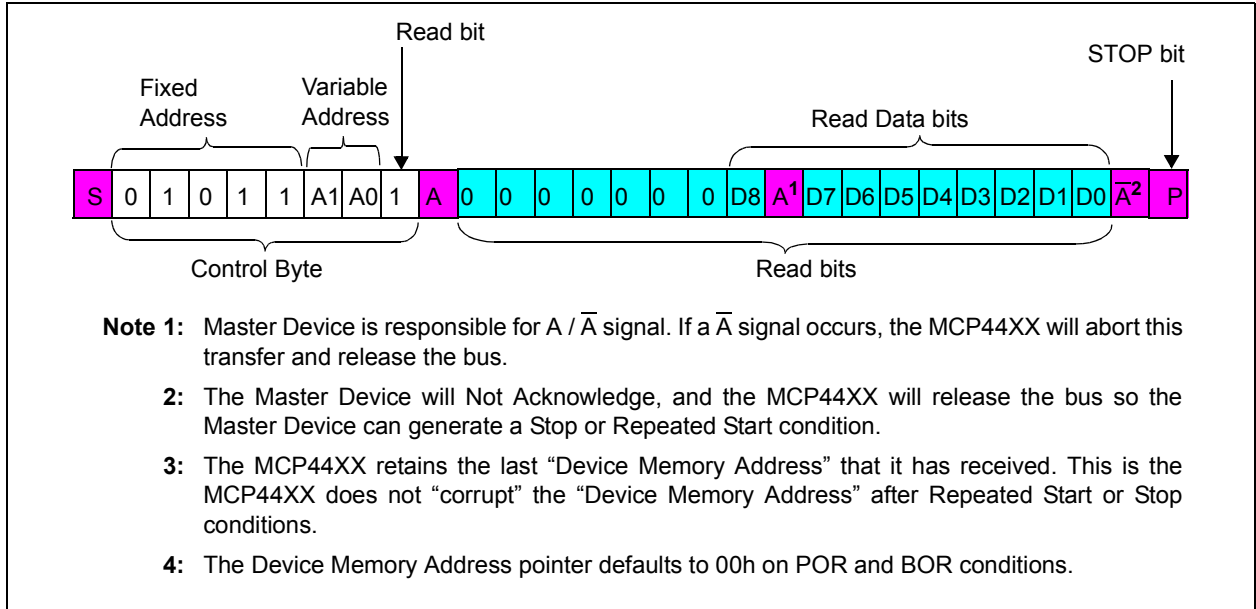 Read bit
STOP bit
Fixed Address
Variable Address
Read Data bits
S 0 1 0 1 1 A1 A0 1 A 0 0 0 0 0 0 0 D8 A¹ D7 D6 D5 D4 D3 D2 D1 D0 A̅² P
Control Byte
Read bits
Note 1: Master Device is responsible for A / A̅ signal. If a A̅ signal occurs, the MCP44XX will abort this
transfer and release the bus.
2: The Master Device will Not Acknowledge, and the MCP44XX will release the bus so the
Master Device can generate a Stop or Repeated Start condition.
3: The MCP44XX retains the last “Device Memory Address” that it has received. This is the
MCP44XX does not “corrupt” the “Device Memory Address” after Repeated Start or Stop
conditions.
4: The Device Memory Address pointer defaults to 00h on POR and BOR conditions.